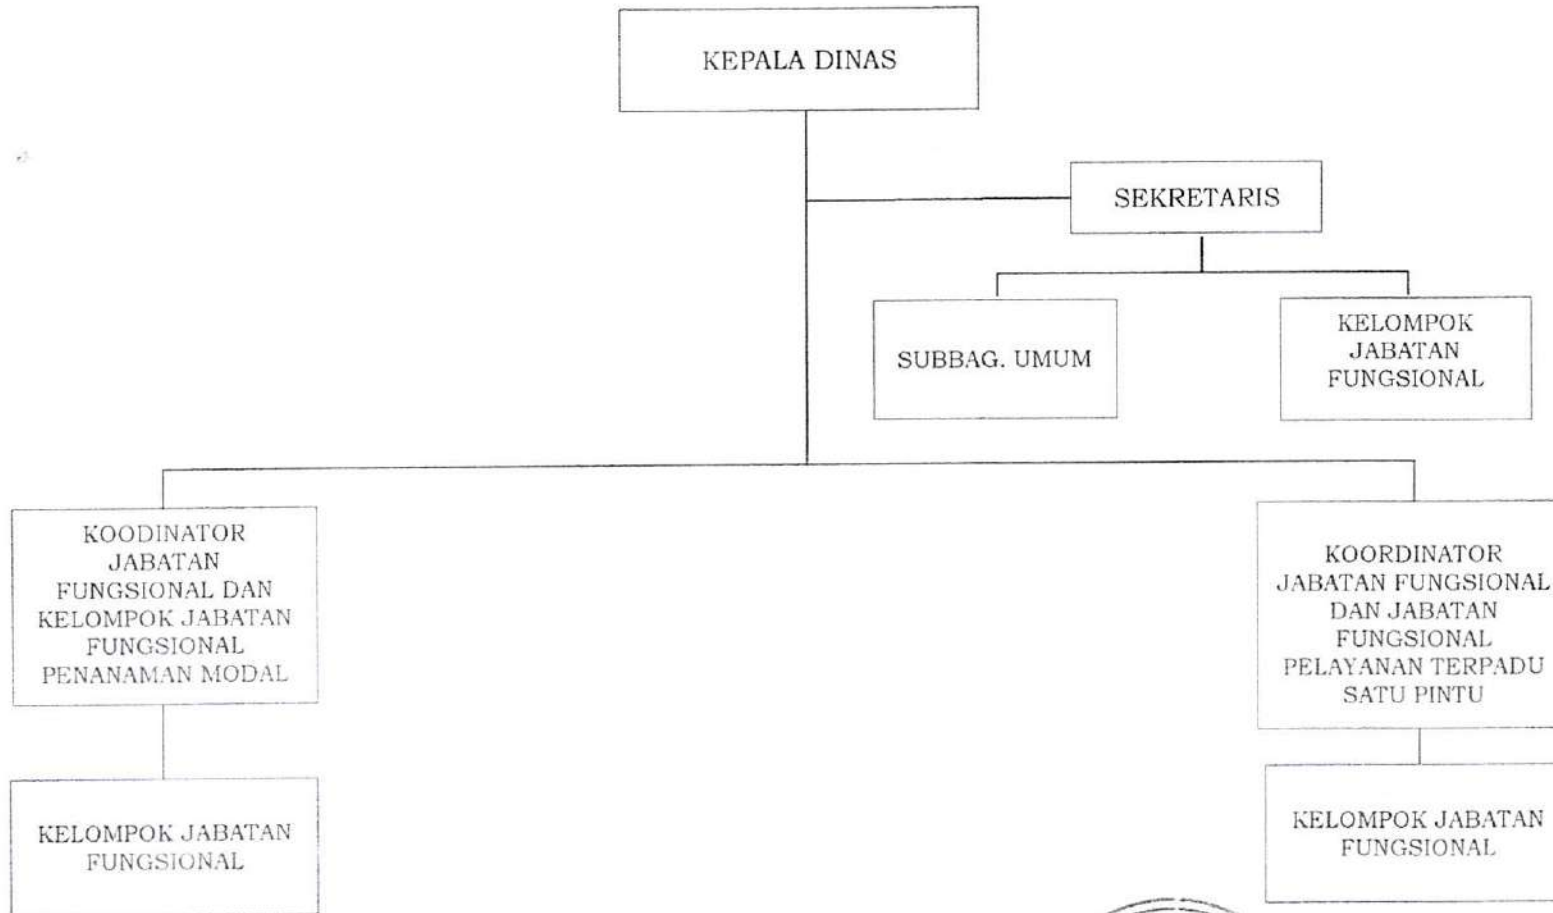 KEPALA DINAS
SEKRETARIS
SUBBAG. UMUM
KELOMPOK
JABATAN
FUNGSIONAL
KOODINATOR
JABATAN
FUNGSIONAL DAN
KELOMPOK JABATAN
FUNGSIONAL
PENANAMAN MODAL
KOORDINATOR
JABATAN FUNGSIONAL
DAN JABATAN
FUNGSIONAL
PELAYANAN TERPADU
SATU PINTU
KELOMPOK JABATAN
FUNGSIONAL
KELOMPOK JABATAN
FUNGSIONAL